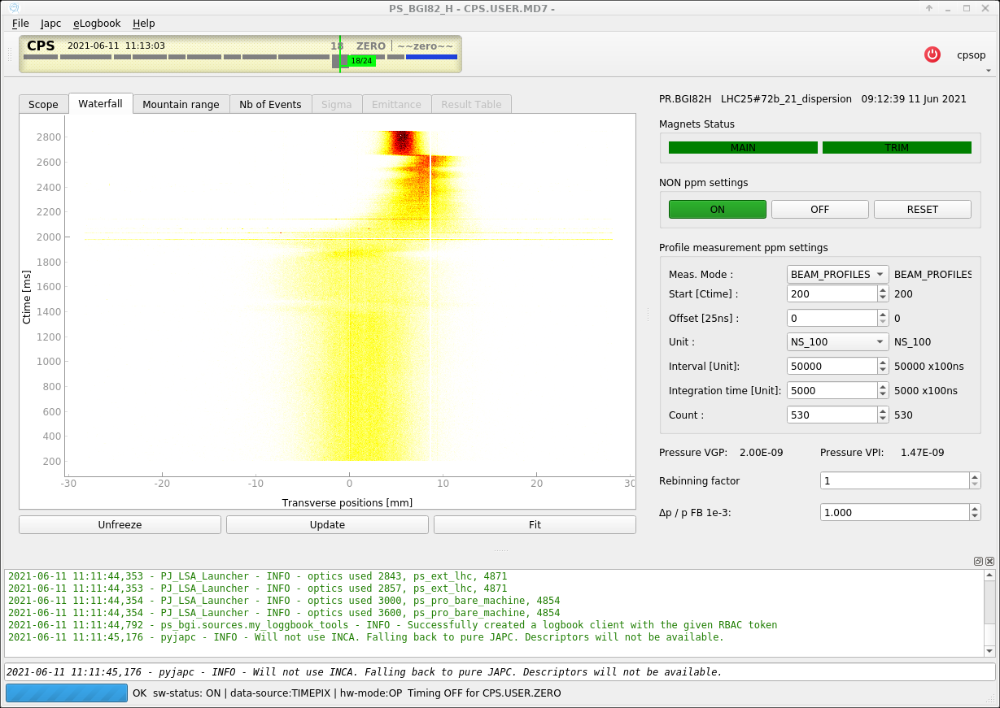 PS_BGI82_H - CPS.USER.MD7 -
File Japc eLogbook Help
CPS 2021-06-11 11:13:03 18 ZERO ~~zero~~
18/24
cpsop
Scope Waterfall Mountain range Nb of Events Sigma Emittance Result Table
2800
2600
2400
2200
2000
1800
1600
1400
1200
1000
800
600
400
200
Ctime [ms]
-30 -20 -10 0 10 20 30
Transverse positions [mm]
Unfreeze Update Fit
PR.BGI82H LHC25#72b_21_dispersion 09:12:39 11 Jun 2021
Magnets Status
MAIN TRIM
NON ppm settings
ON OFF RESET
Profile measurement ppm settings
Meas. Mode : BEAM_PROFILES BEAM_PROFILES
Start [Ctime] : 200 200
Offset [25ns] : 0 0
Unit : NS_100 NS_100
Interval [Unit]: 50000 50000 x100ns
Integration time [Unit]: 5000 5000 x100ns
Count : 530 530
Pressure VGP: 2.00E-09 Pressure VPI: 1.47E-09
Rebinning factor 1
Δp / p FB 1e-3: 1.000
2021-06-11 11:11:44,353 - PJ_LSA_Launcher - INFO - optics used 2843, ps_ext_lhc, 4871
2021-06-11 11:11:44,353 - PJ_LSA_Launcher - INFO - optics used 2857, ps_ext_lhc, 4871
2021-06-11 11:11:44,354 - PJ_LSA_Launcher - INFO - optics used 3000, ps_pro_bare_machine, 4854
2021-06-11 11:11:44,354 - PJ_LSA_Launcher - INFO - optics used 3600, ps_pro_bare_machine, 4854
2021-06-11 11:11:44,792 - ps_bgi.sources.my_loggbook_tools - INFO - Successfully created a logbook client with the given RBAC token
2021-06-11 11:11:45,176 - pyjapc - INFO - Will not use INCA. Falling back to pure JAPC. Descriptors will not be available.
2021-06-11 11:11:45,176 - pyjapc - INFO - Will not use INCA. Falling back to pure JAPC. Descriptors will not be available.
OK sw-status: ON | data-source:TIMEPIX | hw-mode:OP Timing OFF for CPS.USER.ZERO